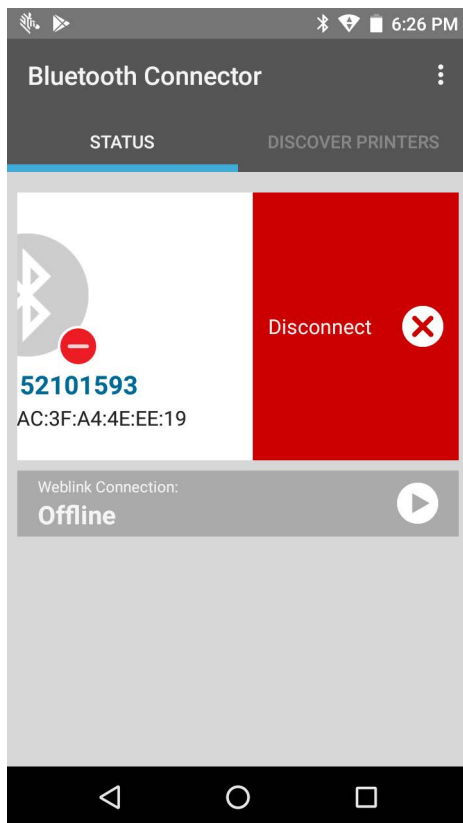 6:26 PM
Bluetooth Connector
STATUS
DISCOVER PRINTERS
Disconnect
52101593
AC:3F:A4:4E:EE:19
Weblink Connection:
Offline